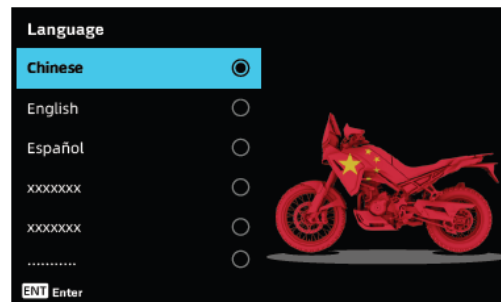 Language
Chinese
English
Español
xxxxxxx
xxxxxxx
...........
ENT Enter